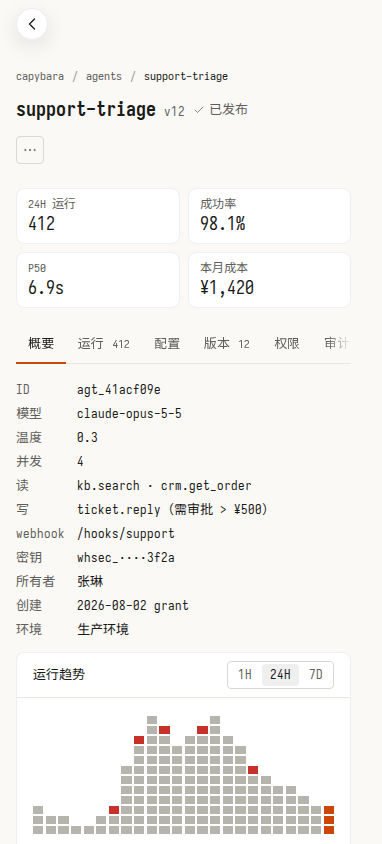 capybara / agents / support-triage
support-triage v12 ✓ 已发布
···
24H 运行
412
成功率
98.1%
P50
6.9s
本月成本
¥1,420
概要 运行 412 配置 版本 12 权限 审计
ID agt_41acf09e
模型 claude-opus-5-5
温度 0.3
并发 4
读 kb.search · crm.get_order
写 ticket.reply (需审批 > ¥500)
webhook /hooks/support
密钥 whsec_····3f2a
所有者 张琳
创建 2026-08-02 grant
环境 生产环境
运行趋势 1H 24H 7D